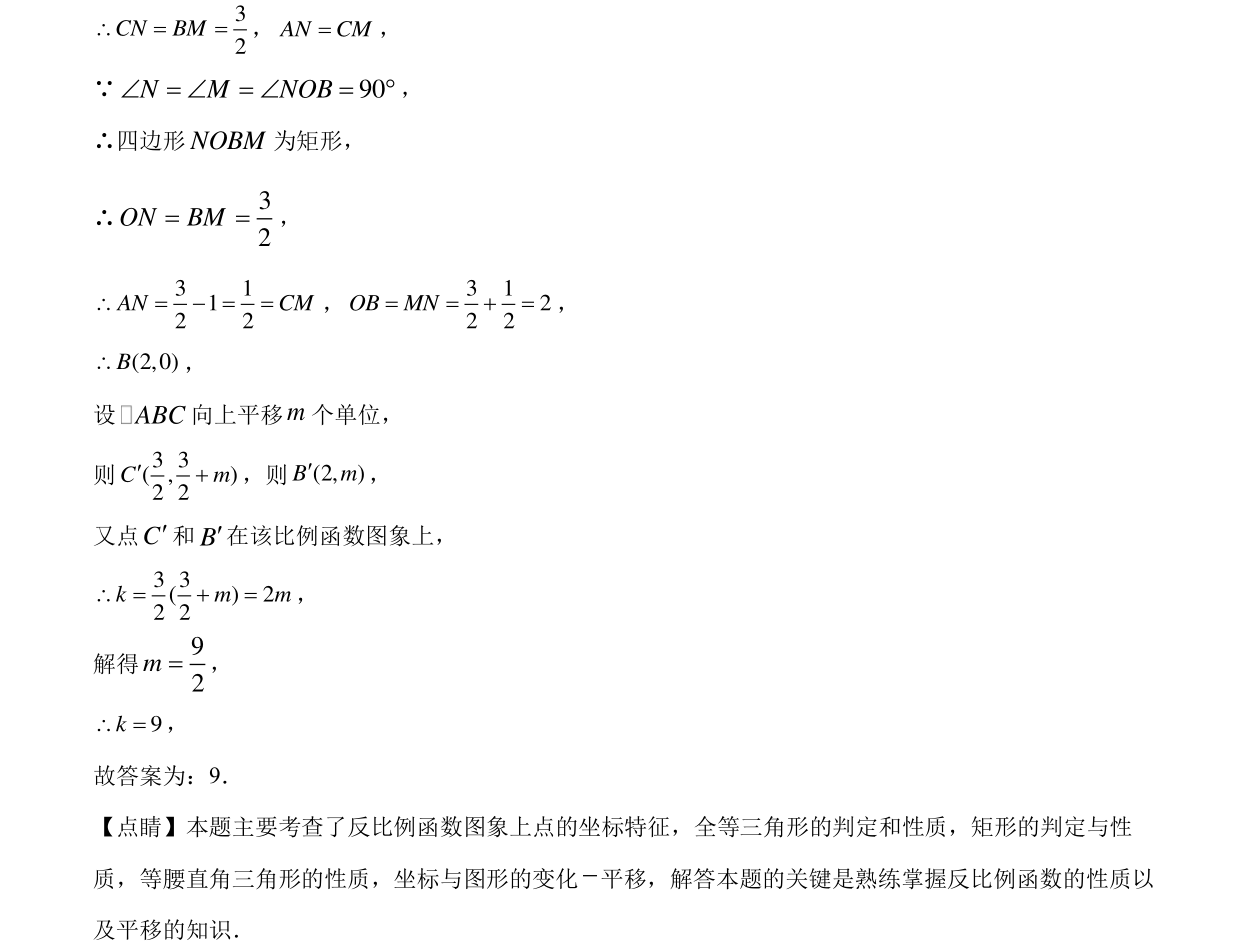 ∴CN = BM = 3/2，AN = CM，
∵∠N = ∠M = ∠NOB = 90°，
∴四边形 NOBM 为矩形，
∴ON = BM = 3/2，
∴AN = 3/2 − 1 = 1/2 = CM，OB = MN = 3/2 + 1/2 = 2，
∴B(2,0)，
设□ABC 向上平移 m 个单位，
则 C′(3/2, 3/2 + m)，则 B′(2, m)，
又点 C′ 和 B′ 在该比例函数图象上，
∴k = 3/2(3/2 + m) = 2m，
解得 m = 9/2，
∴k = 9，
故答案为：9．
【点睛】本题主要考查了反比例函数图象上点的坐标特征，全等三角形的判定和性质，矩形的判定与性
质，等腰直角三角形的性质，坐标与图形的变化－平移，解答本题的关键是熟练掌握反比例函数的性质以
及平移的知识．